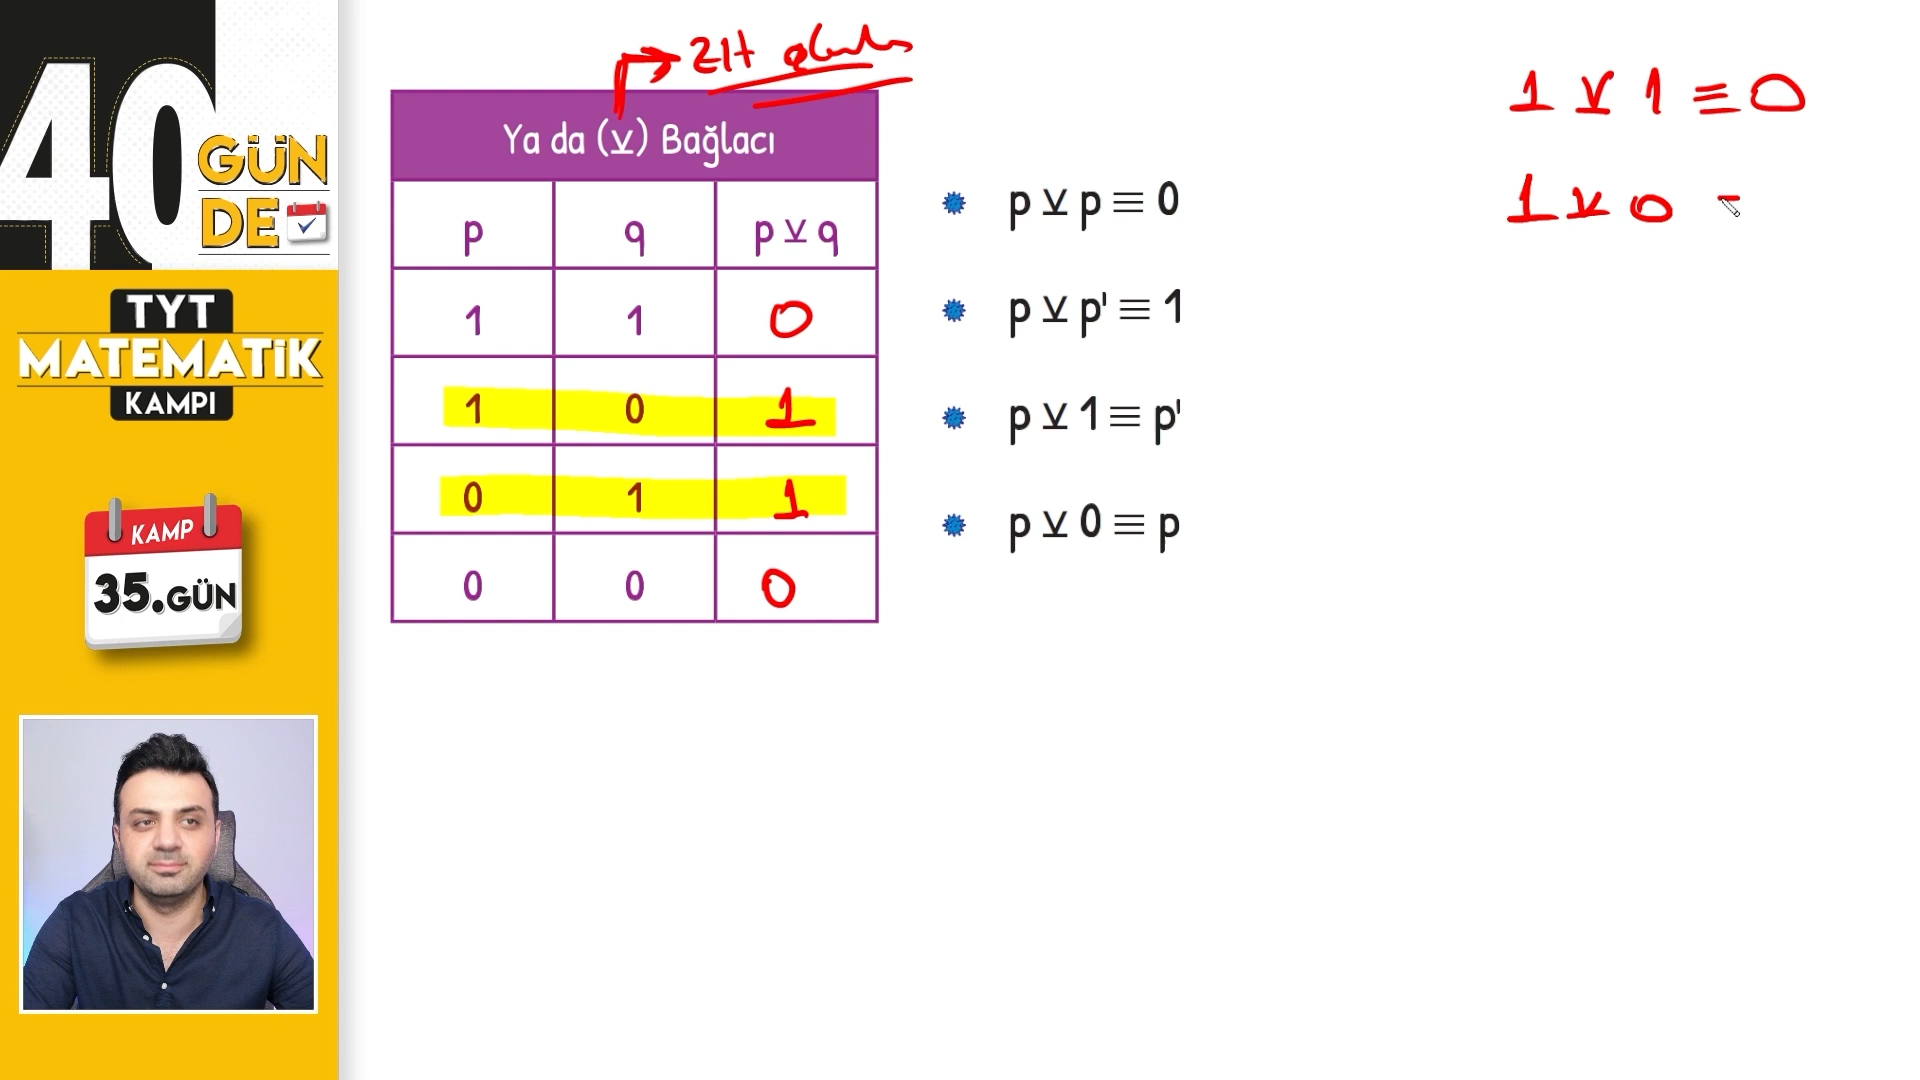 40
GÜN
DE
TYT
MATEMATİK
KAMPI
KAMP
35.GÜN
Zıt
Ya da (⊻) Bağlacı
p q p ⊻ q
1 1 0
1 0 1
0 1 1
0 0 0
p ⊻ p ≡ 0
p ⊻ p' ≡ 1
p ⊻ 1 ≡ p'
p ⊻ 0 ≡ p
1 ⊻ 1 ≡ 0
1 ⊻ 0